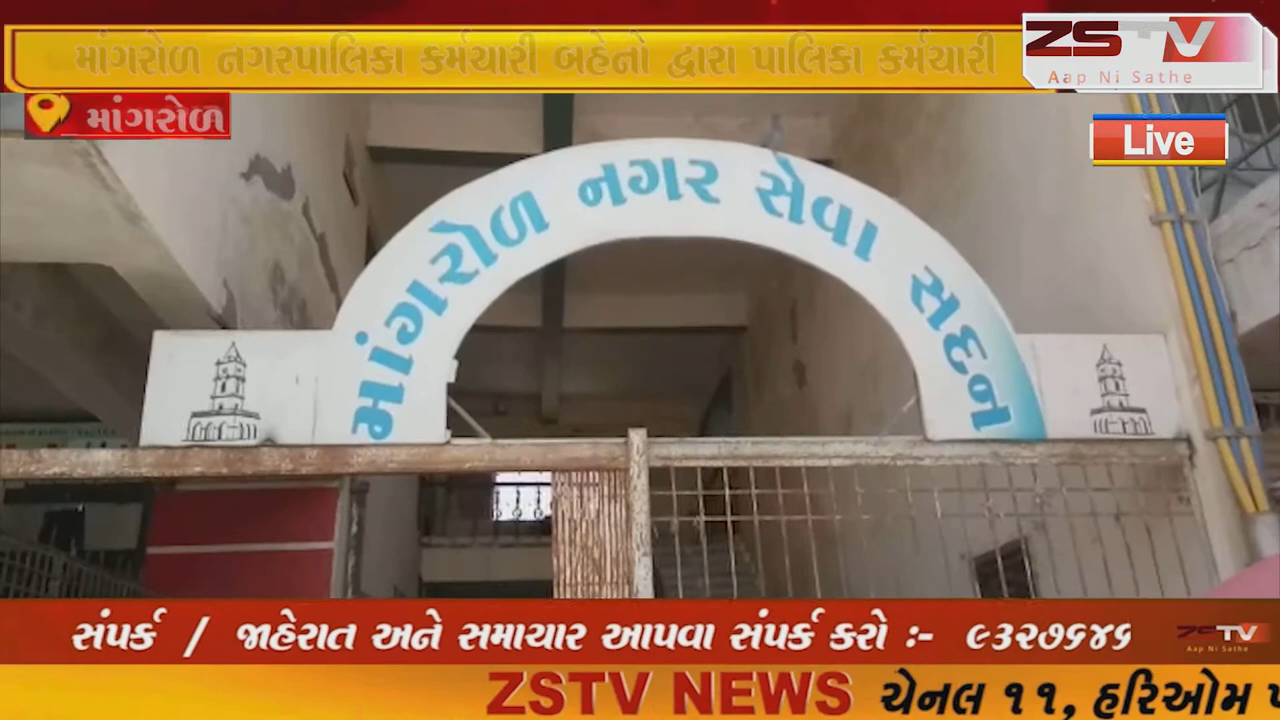 માંગરોળ નગરપાલિકા કર્મચારી બહેનો દ્વારા પાલિકા કર્મચારી
ZSTV
Aap Ni Sathe
માંગરોળ
Live
માંગરોળ નગર સેવા સદન
સંપર્ક / જાહેરાત અને સમાચાર આપવા સંપર્ક કરો :- ૯૩૨૭૬૪૬
ZSTV
Aap Ni Sathe
ZSTV NEWS ચેનલ ૧૧, હરિઓમ